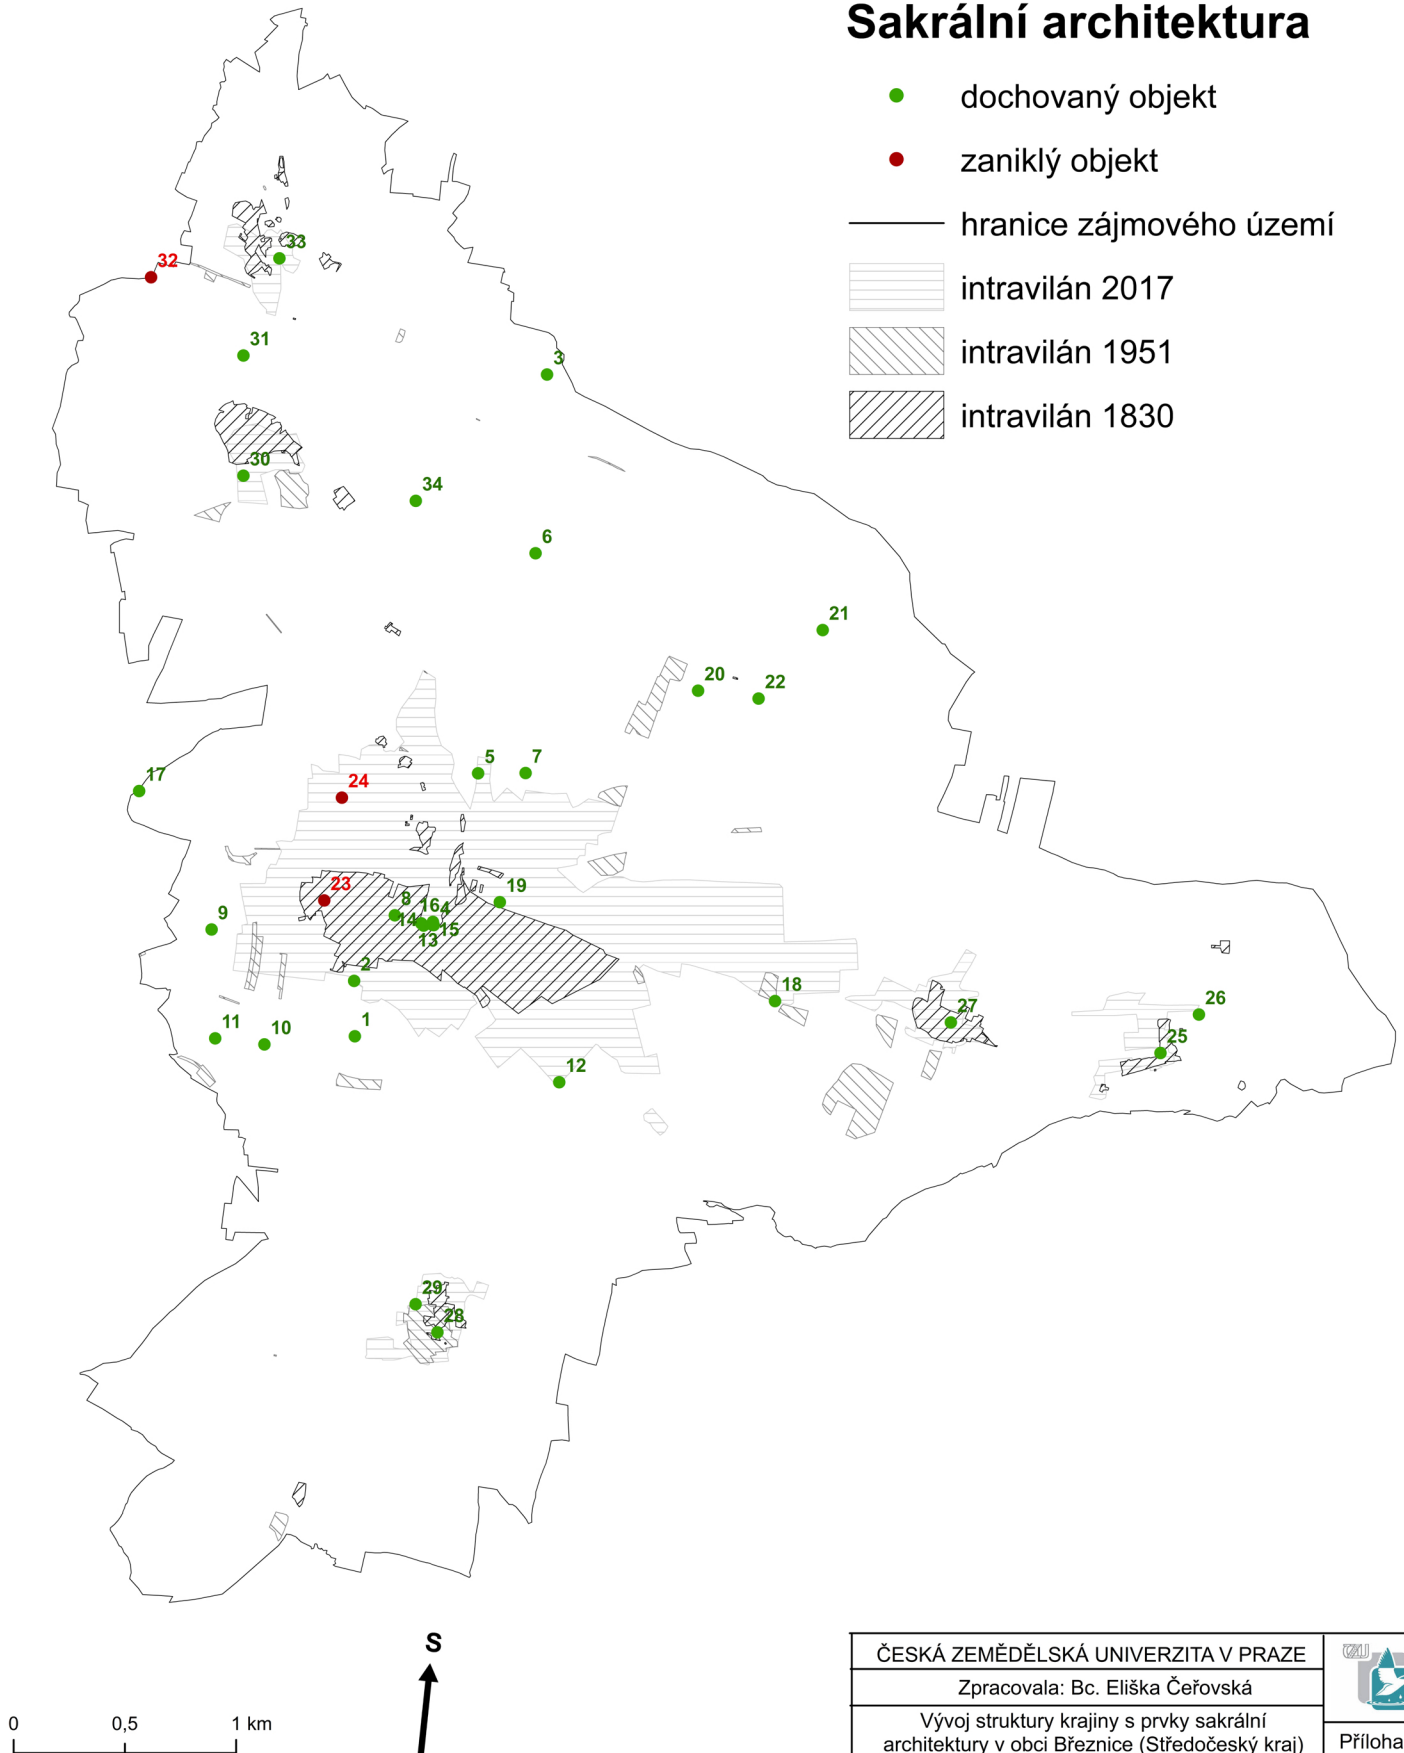 Sakrální architektura
dochovaný objekt
zaniklý objekt
hranice zájmového území
intravilán 2017
intravilán 1951
intravilán 1830
33
32
31
3
30
34
6
21
20
22
5
7
17
24
23
8
19
16
4
14
15
13
9
2
18
27
26
11
10
1
25
12
29
28
S
0
0,5
1 km
ČESKÁ ZEMĚDĚLSKÁ UNIVERZITA V PRAZE
Zpracovala: Bc. Eliška Čeřovská
Vývoj struktury krajiny s prvky sakrální
architektury v obci Březnice (Středočeský kraj)
Příloha